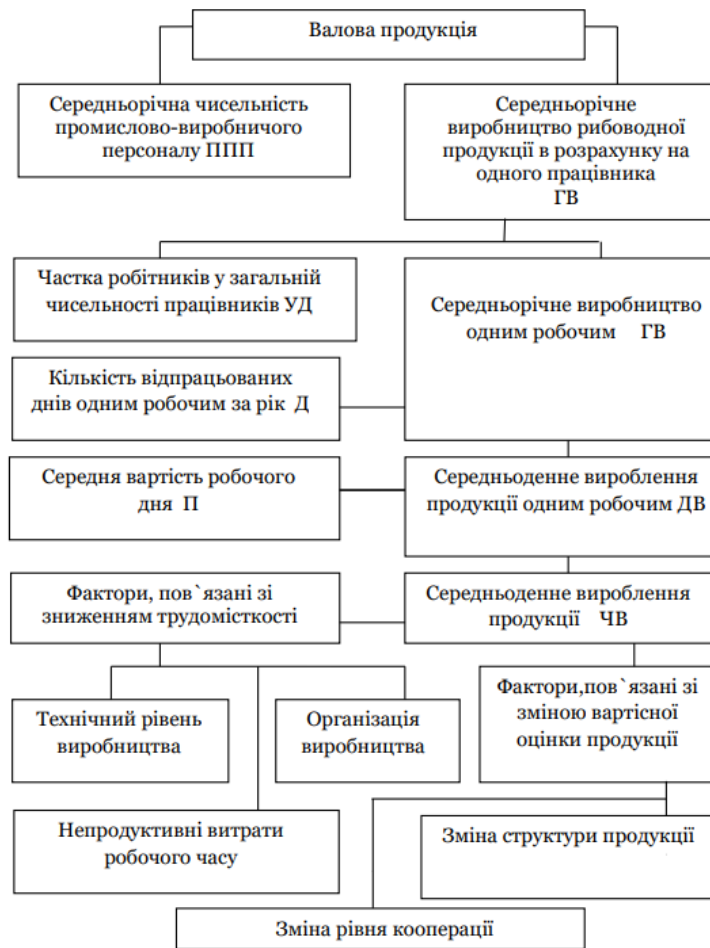 Валова продукція
Середньорічна чисельність
промислово-виробничого
персоналу ППП
Середньорічне
виробництво рибоводної
продукції в розрахунку на
одного працівника
ГВ
Частка робітників у загальній
чисельності працівників УД
Середньорічне виробництво
одним робочим ГВ
Кількість відпрацьованих
днів одним робочим за рік Д
Середня вартість робочого
дня П
Середньоденне вироблення
продукції одним робочим ДВ
Фактори, пов`язані зі
зниженням трудомісткості
Середньоденне вироблення
продукції ЧВ
Технічний рівень
виробництва
Організація
виробництва
Фактори,пов`язані зі
зміною вартісної
оцінки продукції
Непродуктивні витрати
робочого часу
Зміна структури продукції
Зміна рівня кооперації